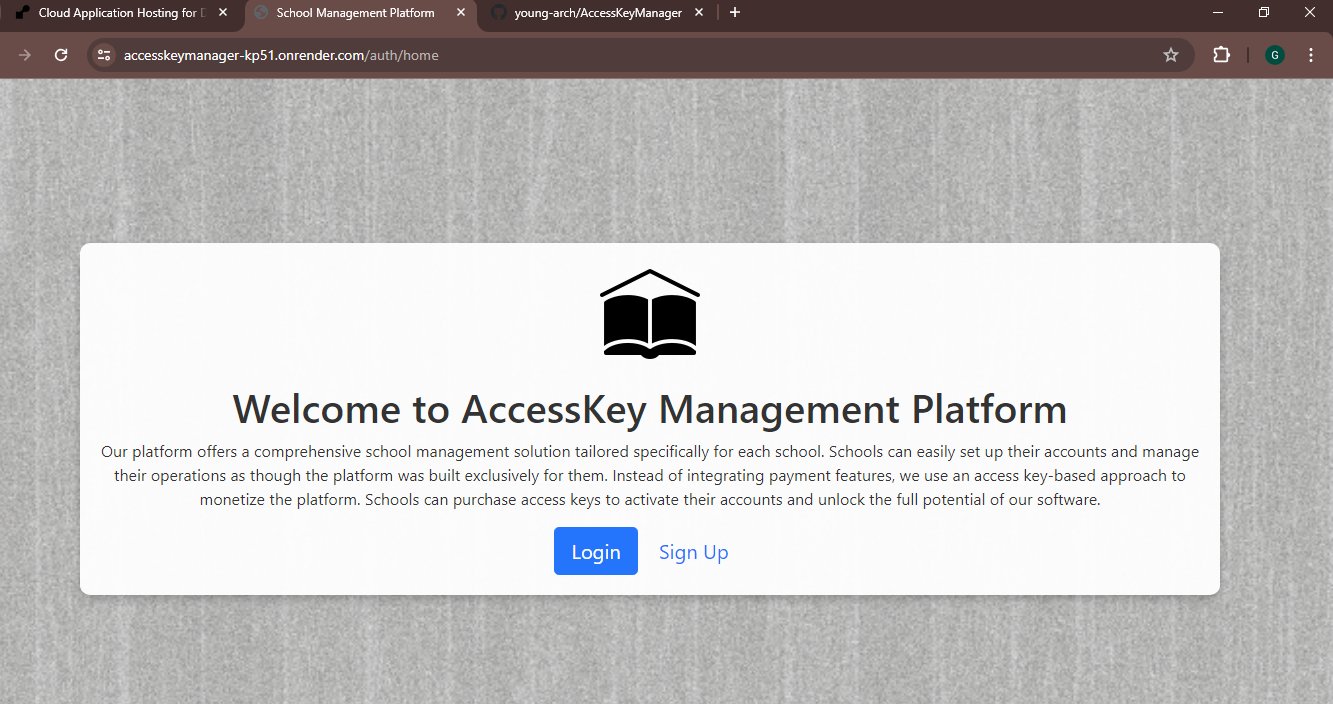 Cloud Application Hosting for D
School Management Platform
young-arch/AccessKeyManager
accesskeymanager-kp51.onrender.com/auth/home
G
Welcome to AccessKey Management Platform
Our platform offers a comprehensive school management solution tailored specifically for each school. Schools can easily set up their accounts and manage
their operations as though the platform was built exclusively for them. Instead of integrating payment features, we use an access key-based approach to
monetize the platform. Schools can purchase access keys to activate their accounts and unlock the full potential of our software.
Login
Sign Up